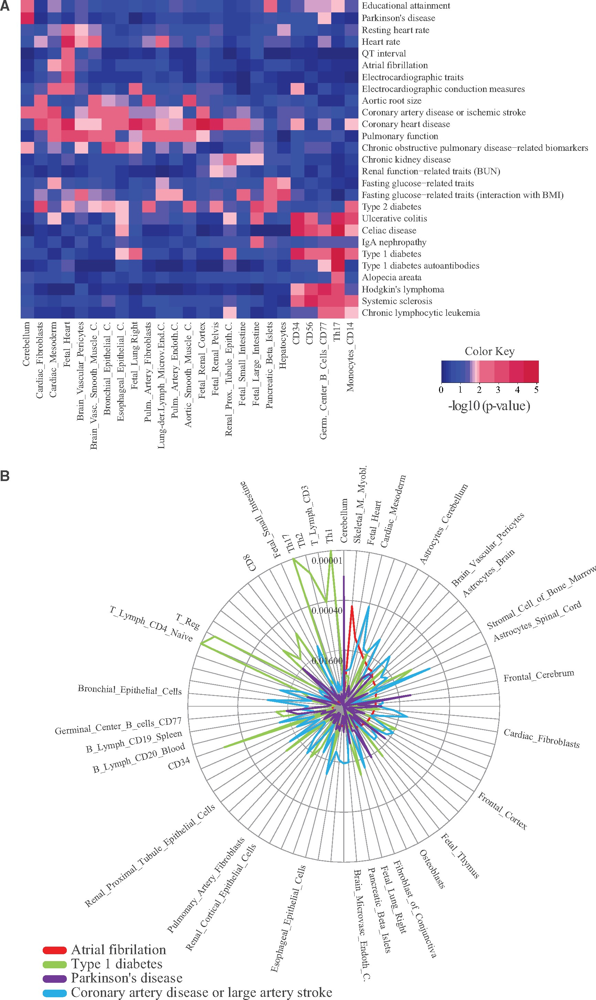 A
Educational attainment
Parkinson's disease
Resting heart rate
Heart rate
QT interval
Atrial fibrillation
Electrocardiographic traits
Electrocardiographic conduction measures
Aortic root size
Coronary artery disease or ischemic stroke
Coronary heart disease
Pulmonary function
Chronic obstructive pulmonary disease−related biomarkers
Chronic kidney disease
Renal function−related traits (BUN)
Fasting glucose−related traits
Fasting glucose−related traits (interaction with BMI)
Type 2 diabetes
Ulcerative colitis
Celiac disease
IgA nephropathy
Type 1 diabetes
Type 1 diabetes autoantibodies
Alopecia areata
Hodgkin's lymphoma
Systemic sclerosis
Chronic lymphocytic leukemia
Cerebellum
Cardiac_Fibroblasts
Cardiac_Mesoderm
Fetal_Heart
Brain_Vascular_Pericytes
Brain_Vasc._Smooth_Muscle_C.
Bronchial_Epithelial_C.
Esophageal_Epithelial_C.
Fetal_Lung Right
Pulm._Artery_Fibroblasts
Lung-der.Lymph_Microv.End.C.
Pulm._Artery_Endoth.C.
Aortic_Smooth_Muscle_C.
Fetal_Renal_Cortex
Fetal_Renal_Pelvis
Renal_Prox._Tubule_Epith.C.
Fetal_Small_Intestine
Fetal_Large_Intestine
Pancreatic_Beta_Islets
Hepatocytes
CD34
CD56
Germ._Center_B_Cells_CD77
Th17
Monocytes_CD14
Color Key
0 1 2 3 4 5
-log10 (p-value)
B
Cerebellum
Skeletal_M._Myobl.
Fetal_Heart
Cardiac_Mesoderm
Astrocytes_Cerebellum
Brain_Vascular_Pericytes
Astrocytes_Brain
Stromal_Cell_of_Bone_Marrow
Astrocytes_Spinal_Cord
Frontal_Cerebrum
Cardiac_Fibroblasts
Frontal_Cortex
Fetal_Thymus
Osteoblasts
Fibroblast_of_Conjunctiva
Fetal_Lung_Right
Pancreatic_Beta_Islets
Brain_Microvasc_Endoth_C.
Esophageal_Epithelial_Cells
Renal_Cortical_Epithelial_Cells
Pulmonary_Artery_Fibroblasts
Renal_Proximal_Tubule_Epithelial_Cells
CD34
B_Lymph_CD20_Blood
B_Lymph_CD19_Spleen
Germinal_Center_B_cells_CD77
Bronchial_Epithelial_Cells
T_Lymph_CD4_Naive
T_Reg
CD8
Fetal_Small_Intestine
Th17
Th2
T_Lymph_CD3
Th1
0.00001
0.00040
0.01600
Atrial fibrilation
Type 1 diabetes
Parkinson's disease
Coronary artery disease or large artery stroke